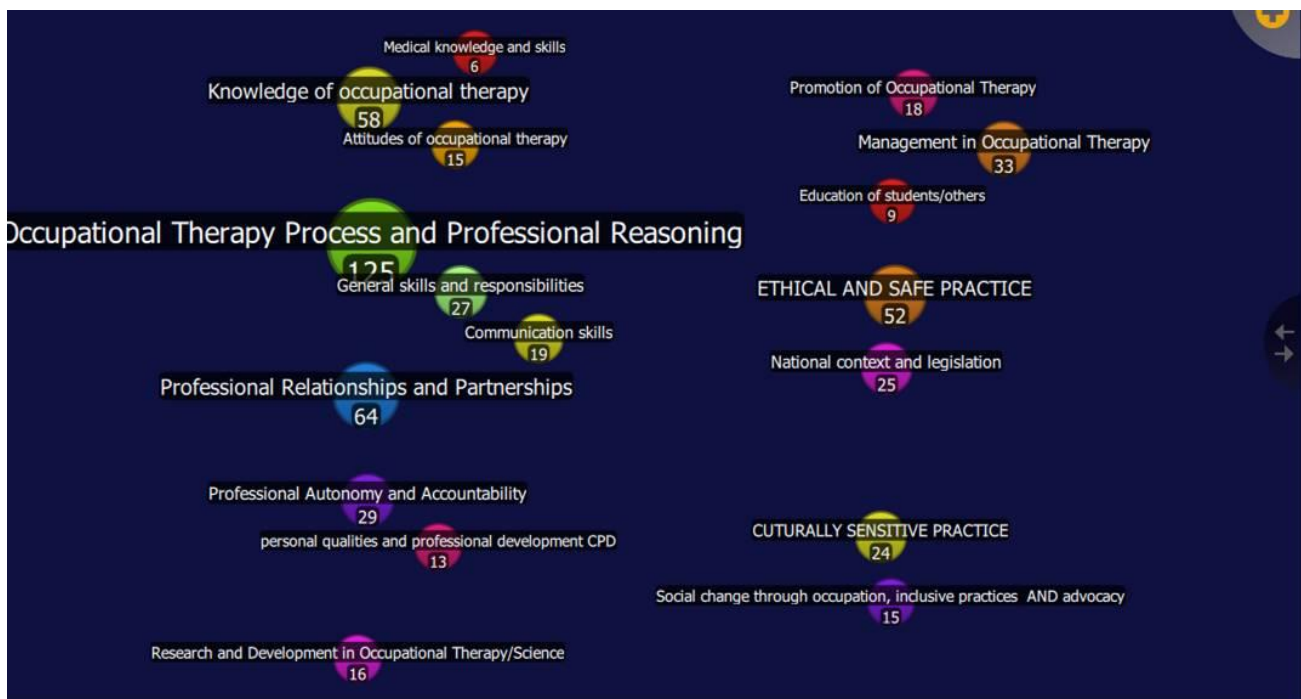 Medical knowledge and skills
6
Knowledge of occupational therapy
58
Attitudes of occupational therapy
15
Occupational Therapy Process and Professional Reasoning
125
General skills and responsibilities
27
Communication skills
19
Professional Relationships and Partnerships
64
Professional Autonomy and Accountability
29
personal qualities and professional development CPD
13
Research and Development in Occupational Therapy/Science
16
Promotion of Occupational Therapy
18
Management in Occupational Therapy
33
Education of students/others
9
ETHICAL AND SAFE PRACTICE
52
National context and legislation
25
CUTURALLY SENSITIVE PRACTICE
24
Social change through occupation, inclusive practices AND advocacy
15